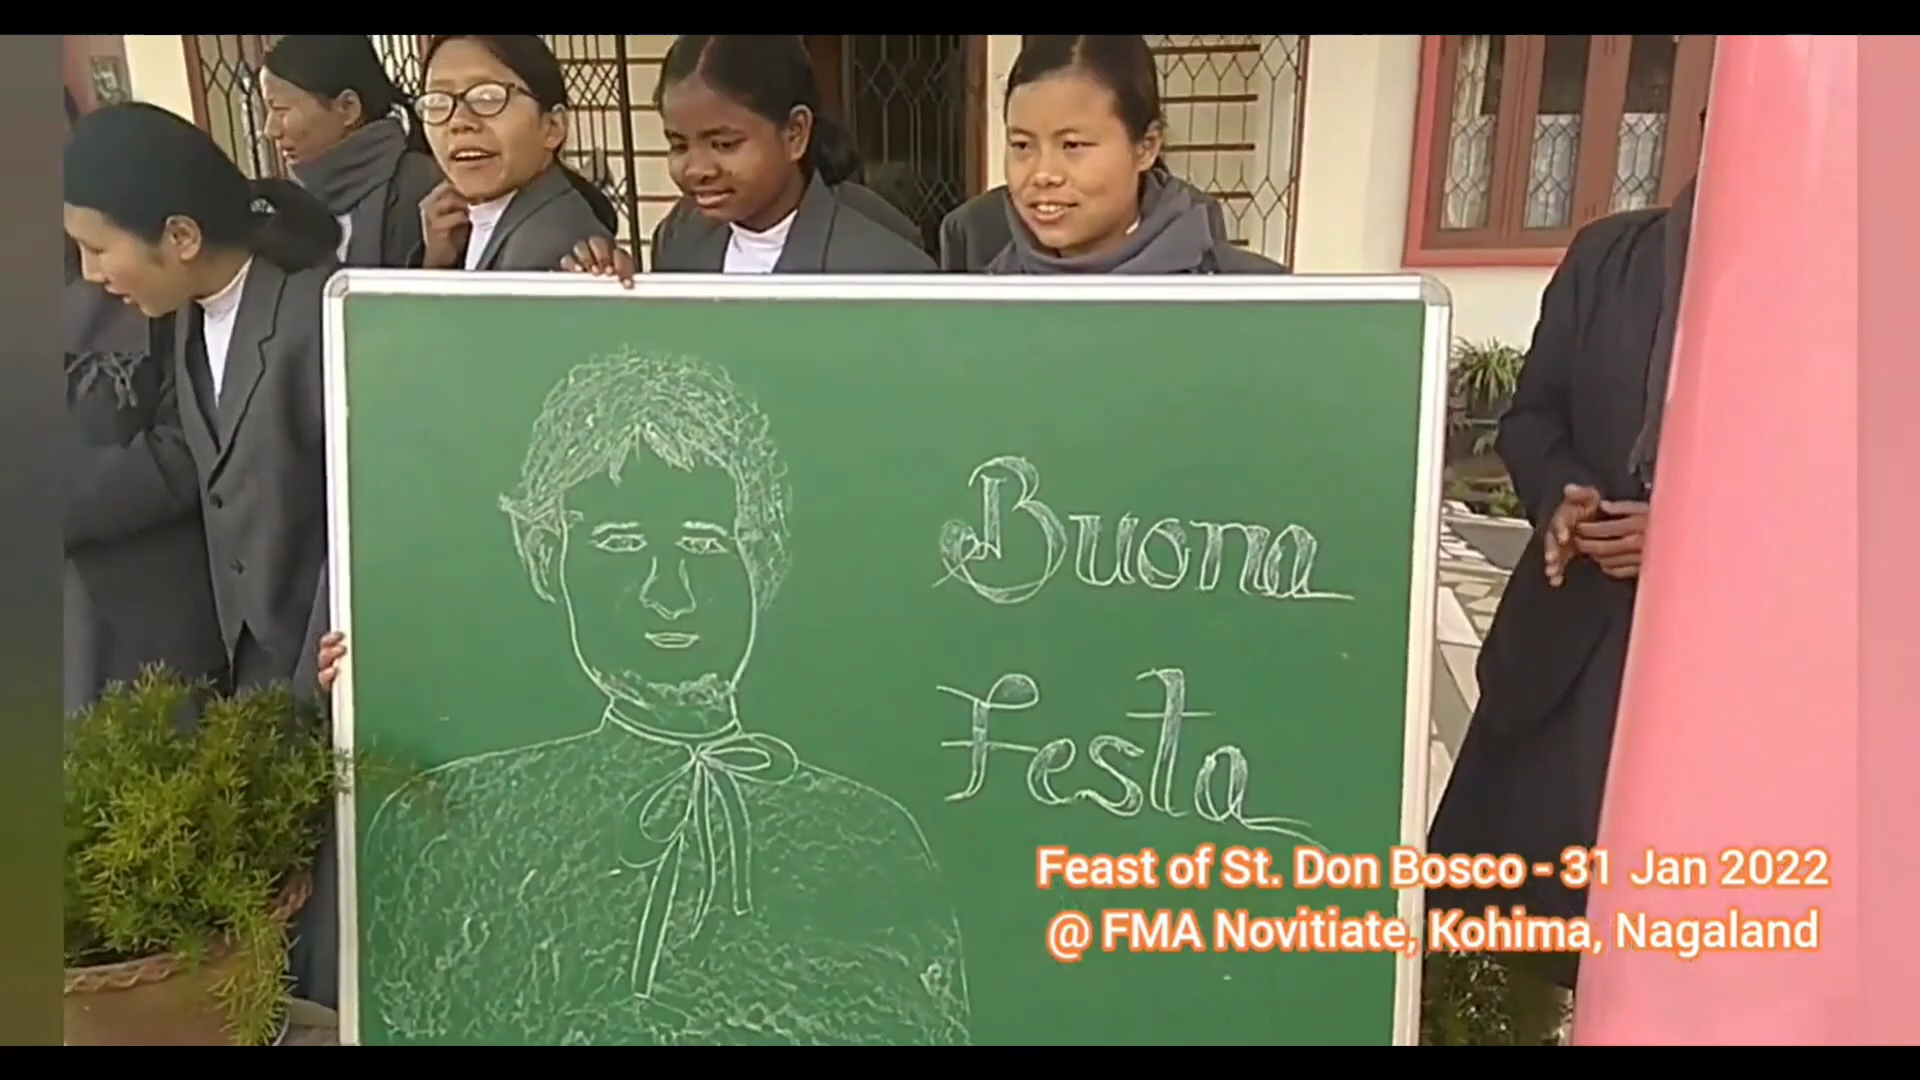 Buona
Festa
Feast of St. Don Bosco - 31 Jan 2022
@ FMA Novitiate, Kohima, Nagaland